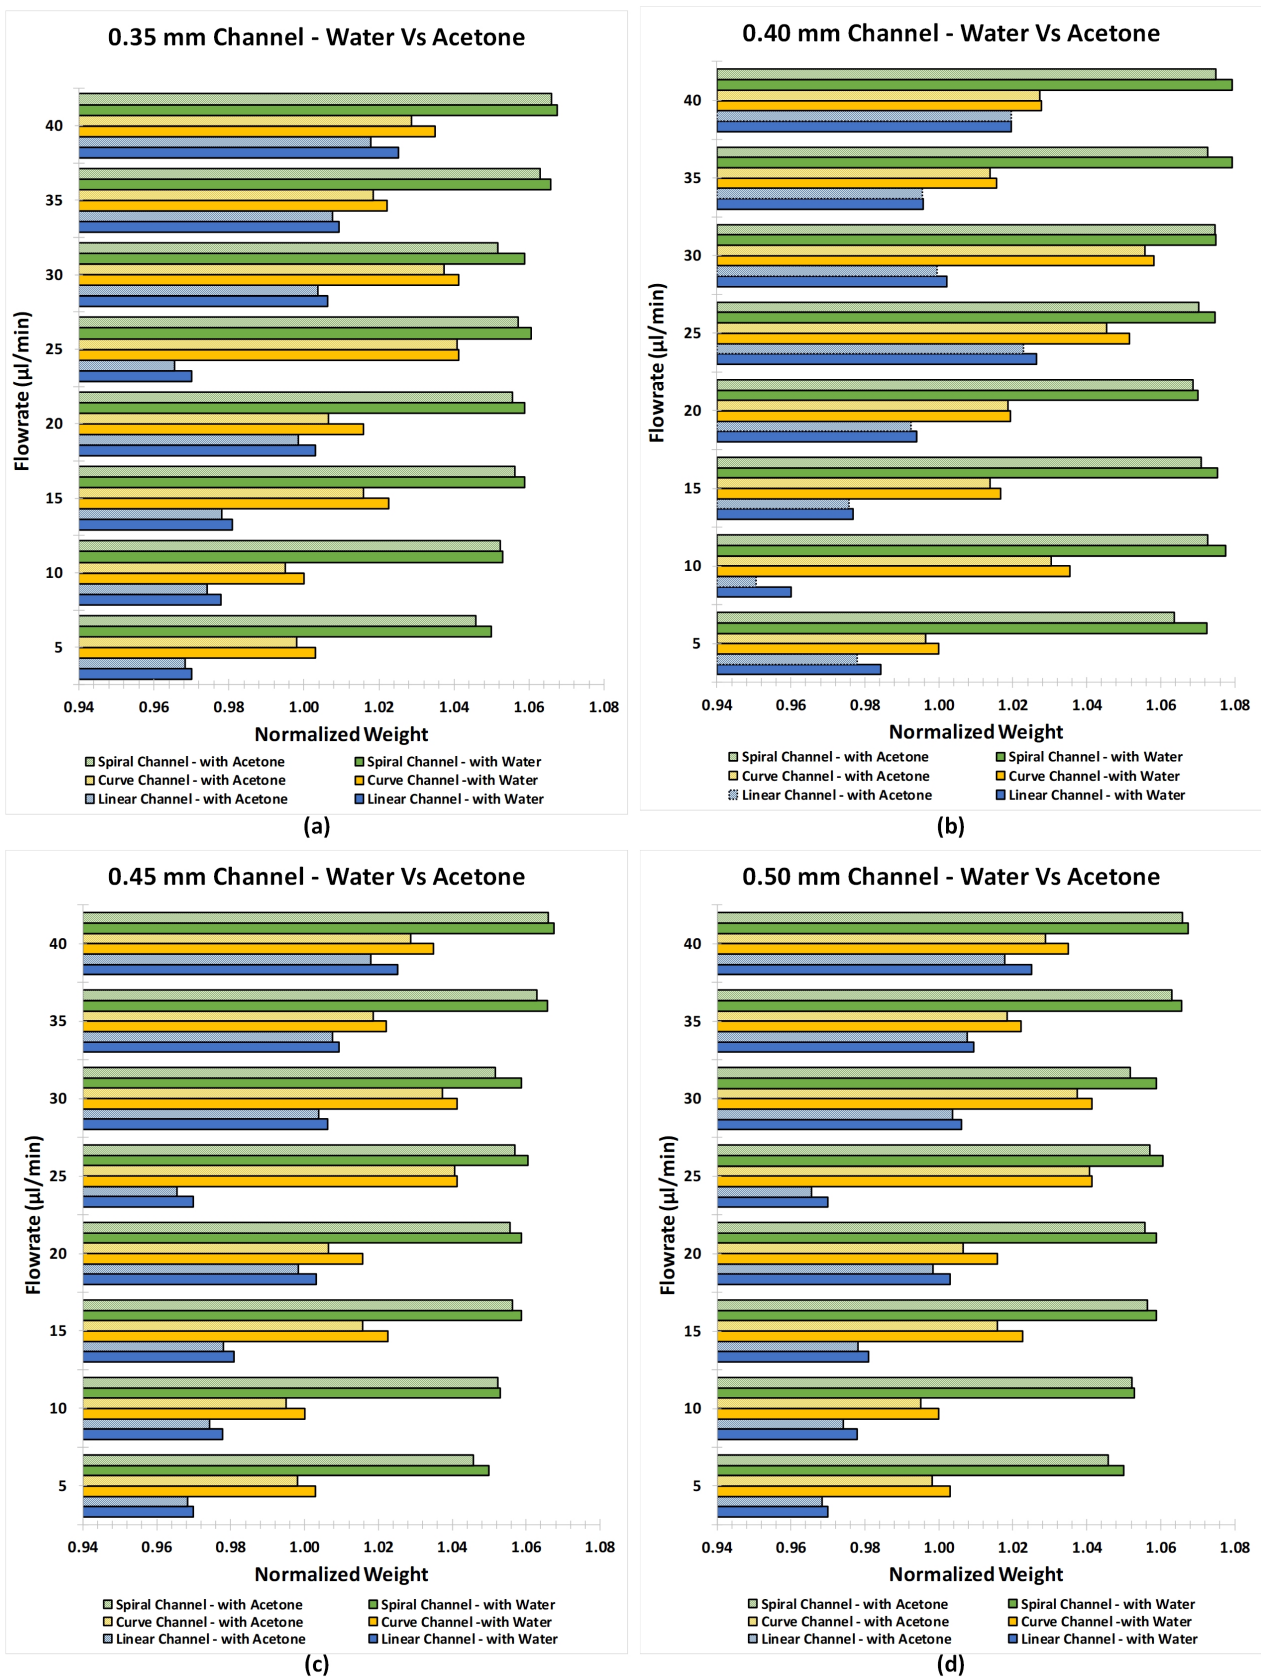 0.35 mm Channel - Water Vs Acetone
40
35
30
25
20
15
10
5
Flowrate (µl/min)
0.94 0.96 0.98 1.00 1.02 1.04 1.06 1.08
Normalized Weight
Spiral Channel - with Acetone Spiral Channel - with Water
Curve Channel - with Acetone Curve Channel -with Water
Linear Channel - with Acetone Linear Channel - with Water
(a)
0.40 mm Channel - Water Vs Acetone
40
35
30
25
20
15
10
5
Flowrate (µl/min)
0.94 0.96 0.98 1.00 1.02 1.04 1.06 1.08
Normalized Weight
Spiral Channel - with Acetone Spiral Channel - with Water
Curve Channel - with Acetone Curve Channel -with Water
Linear Channel - with Acetone Linear Channel - with Water
(b)
0.45 mm Channel - Water Vs Acetone
40
35
30
25
20
15
10
5
Flowrate (µl/min)
0.94 0.96 0.98 1.00 1.02 1.04 1.06 1.08
Normalized Weight
Spiral Channel - with Acetone Spiral Channel - with Water
Curve Channel - with Acetone Curve Channel -with Water
Linear Channel - with Acetone Linear Channel - with Water
(c)
0.50 mm Channel - Water Vs Acetone
40
35
30
25
20
15
10
5
Flowrate (µl/min)
0.94 0.96 0.98 1.00 1.02 1.04 1.06 1.08
Normalized Weight
Spiral Channel - with Acetone Spiral Channel - with Water
Curve Channel - with Acetone Curve Channel -with Water
Linear Channel - with Acetone Linear Channel - with Water
(d)